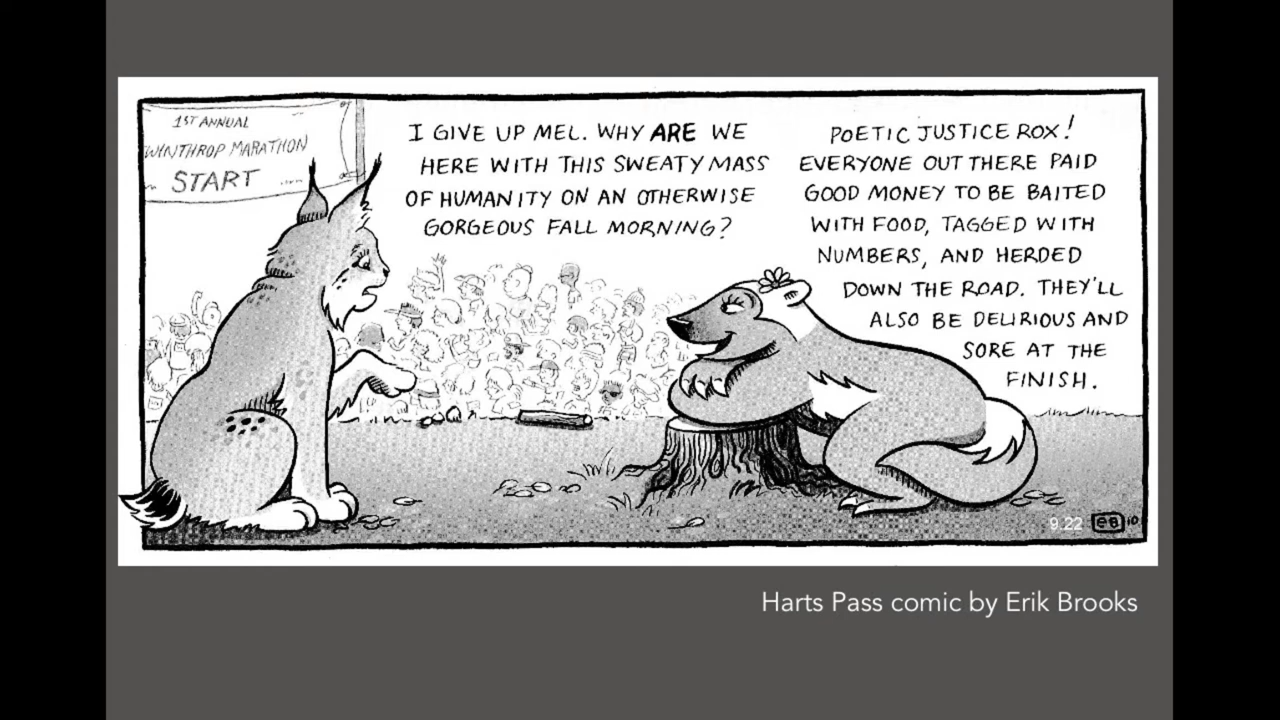 1ST ANNUAL
WINTHROP MARATHON
START
I GIVE UP MEL. WHY ARE WE
HERE WITH THIS SWEATY MASS
OF HUMANITY ON AN OTHERWISE
GORGEOUS FALL MORNING?
POETIC JUSTICE ROX!
EVERYONE OUT THERE PAID
GOOD MONEY TO BE BAITED
WITH FOOD, TAGGED WITH
NUMBERS, AND HERDED
DOWN THE ROAD. THEY'LL
ALSO BE DELIRIOUS AND
SORE AT THE
FINISH.
9.22 eB 10
Harts Pass comic by Erik Brooks